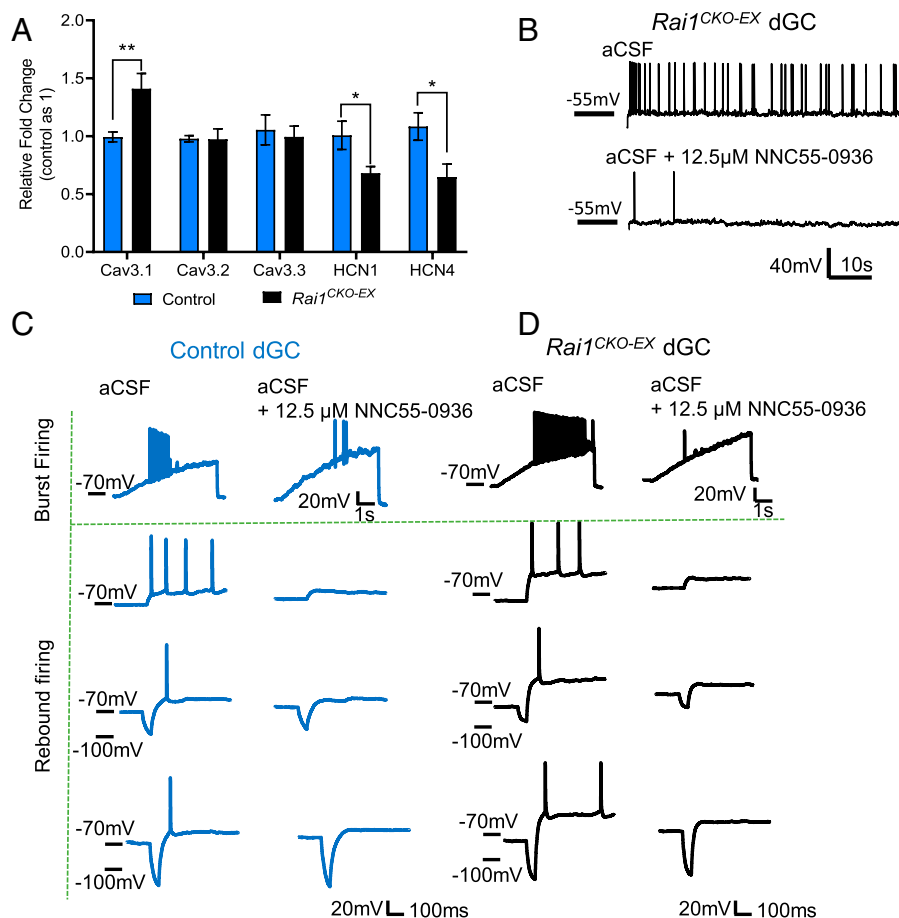 A
Relative Fold Change
(control as 1)
2.0
1.5
1.0
0.5
0.0
**
*
*
Cav3.1 Cav3.2 Cav3.3 HCN1 HCN4
Control Rai1CKO-EX
B
Rai1CKO-EX dGC
aCSF
-55mV
aCSF + 12.5µM NNC55-0936
-55mV
40mV 10s
C
Control dGC
aCSF
aCSF
+ 12.5 µM NNC55-0936
Burst Firing
-70mV
20mV
1s
Rebound firing
-70mV
-70mV
-100mV
-70mV
-100mV
20mV 100ms
D
Rai1CKO-EX dGC
aCSF
aCSF
+ 12.5 µM NNC55-0936
-70mV
20mV
1s
-70mV
-70mV
-100mV
-70mV
-100mV
20mV 100ms